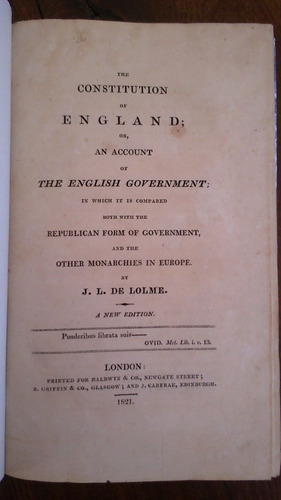 THE
CONSTITUTION
OF
ENGLAND;
OR,
AN ACCOUNT
OF
THE ENGLISH GOVERNMENT:
IN WHICH IT IS COMPARED
BOTH WITH THE
REPUBLICAN FORM OF GOVERNMENT,
AND THE
OTHER MONARCHIES IN EUROPE.
BY
J. L. DE LOLME.
A NEW EDITION.
Ponderibus librata suis——
OVID. Met. Lib. i. v. 13.
LONDON:
PRINTED FOR BALDWYN & CO., NEWGATE STREET;
R. GRIFFIN & CO., GLASGOW; AND J. CARFRAE, EDINBURGH.
1821.